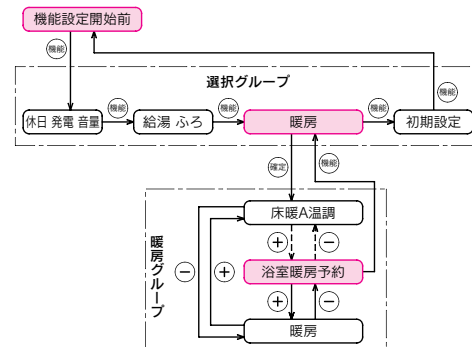 機能設定開始前
機能
選択グループ
機能
休日 発電 音量
機能
給湯 ふろ
機能
暖房
機能
初期設定
確定
機能
暖房グループ
床暖A温調
+
−
−
+
浴室暖房予約
+
−
暖房